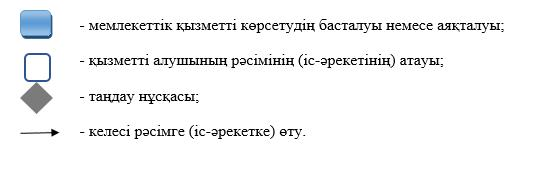 - мемлекеттік қызметті көрсетудің басталуы немесе аяқталуы;
- қызметті алушының рәсімінің (іс-әрекетінің) атауы;
- таңдау нұсқасы;
- келесі рәсімге (іс-әрекетке) өту.